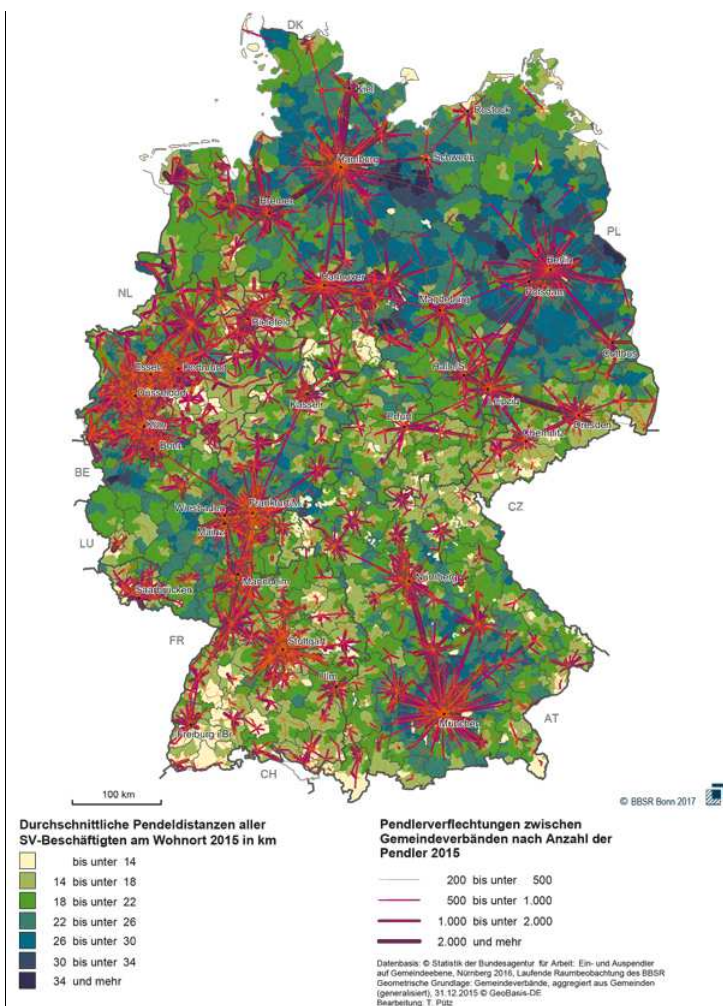 DK
Kiel
Rostock
Hamburg
Schwerin
Bremen
PL
Berlin
Hannover
Potsdam
NL
Magdeburg
Bielefeld
Cottbus
Essen
Dortmund
Halle/S.
Düsseldorf
Leipzig
Kassel
Köln
Erfurt
Dresden
Chemnitz
Bonn
BE
CZ
Wiesbaden
Frankfurt/M.
Mainz
LU
Mannheim
Nürnberg
Saarbrücken
FR
Stuttgart
Ulm
München
AT
Freiburg i.Br.
CH
100 km
© BBSR Bonn 2017
Durchschnittliche Pendeldistanzen aller
SV-Beschäftigten am Wohnort 2015 in km
bis unter 14
14 bis unter 18
18 bis unter 22
22 bis unter 26
26 bis unter 30
30 bis unter 34
34 und mehr
Pendlerverflechtungen zwischen
Gemeindeverbänden nach Anzahl der
Pendler 2015
200 bis unter 500
500 bis unter 1.000
1.000 bis unter 2.000
2.000 und mehr
Datenbasis: © Statistik der Bundesagentur für Arbeit: Ein- und Auspendler
auf Gemeindeebene, Nürnberg 2016, Laufende Raumbeobachtung des BBSR
Geometrische Grundlage: Gemeindeverbände, aggregiert aus Gemeinden
(generalisiert), 31.12.2015 © GeoBasis-DE
Bearbeitung: T. Pütz